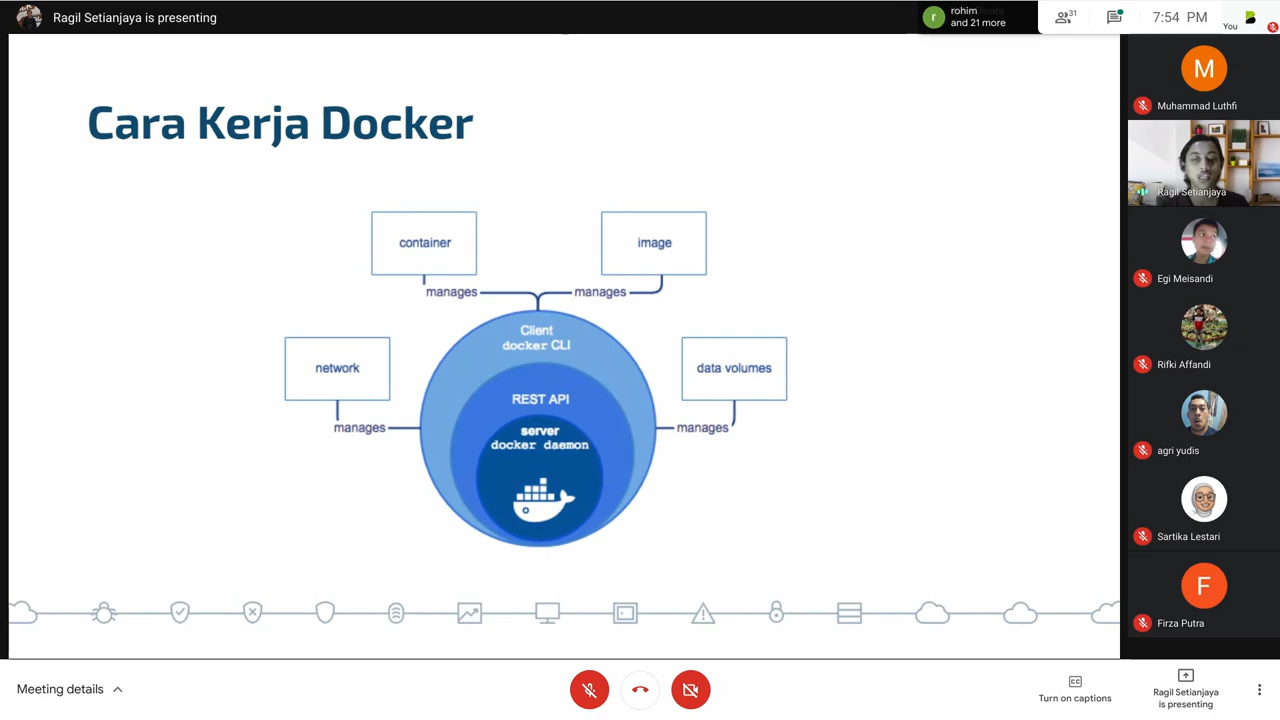 Ragil Setianjaya is presenting
r
rohim
and 21 more
31
7:54 PM
You
Cara Kerja Docker
container
image
manages
manages
Client
docker CLI
network
data volumes
REST API
manages
manages
server
docker daemon
M
Muhammad Luthfi
Ragil Setianjaya
Egi Meisandi
Rifki Affandi
agri yudis
Sartika Lestari
F
Firza Putra
Meeting details
CC
Turn on captions
Ragil Setianjaya
is presenting